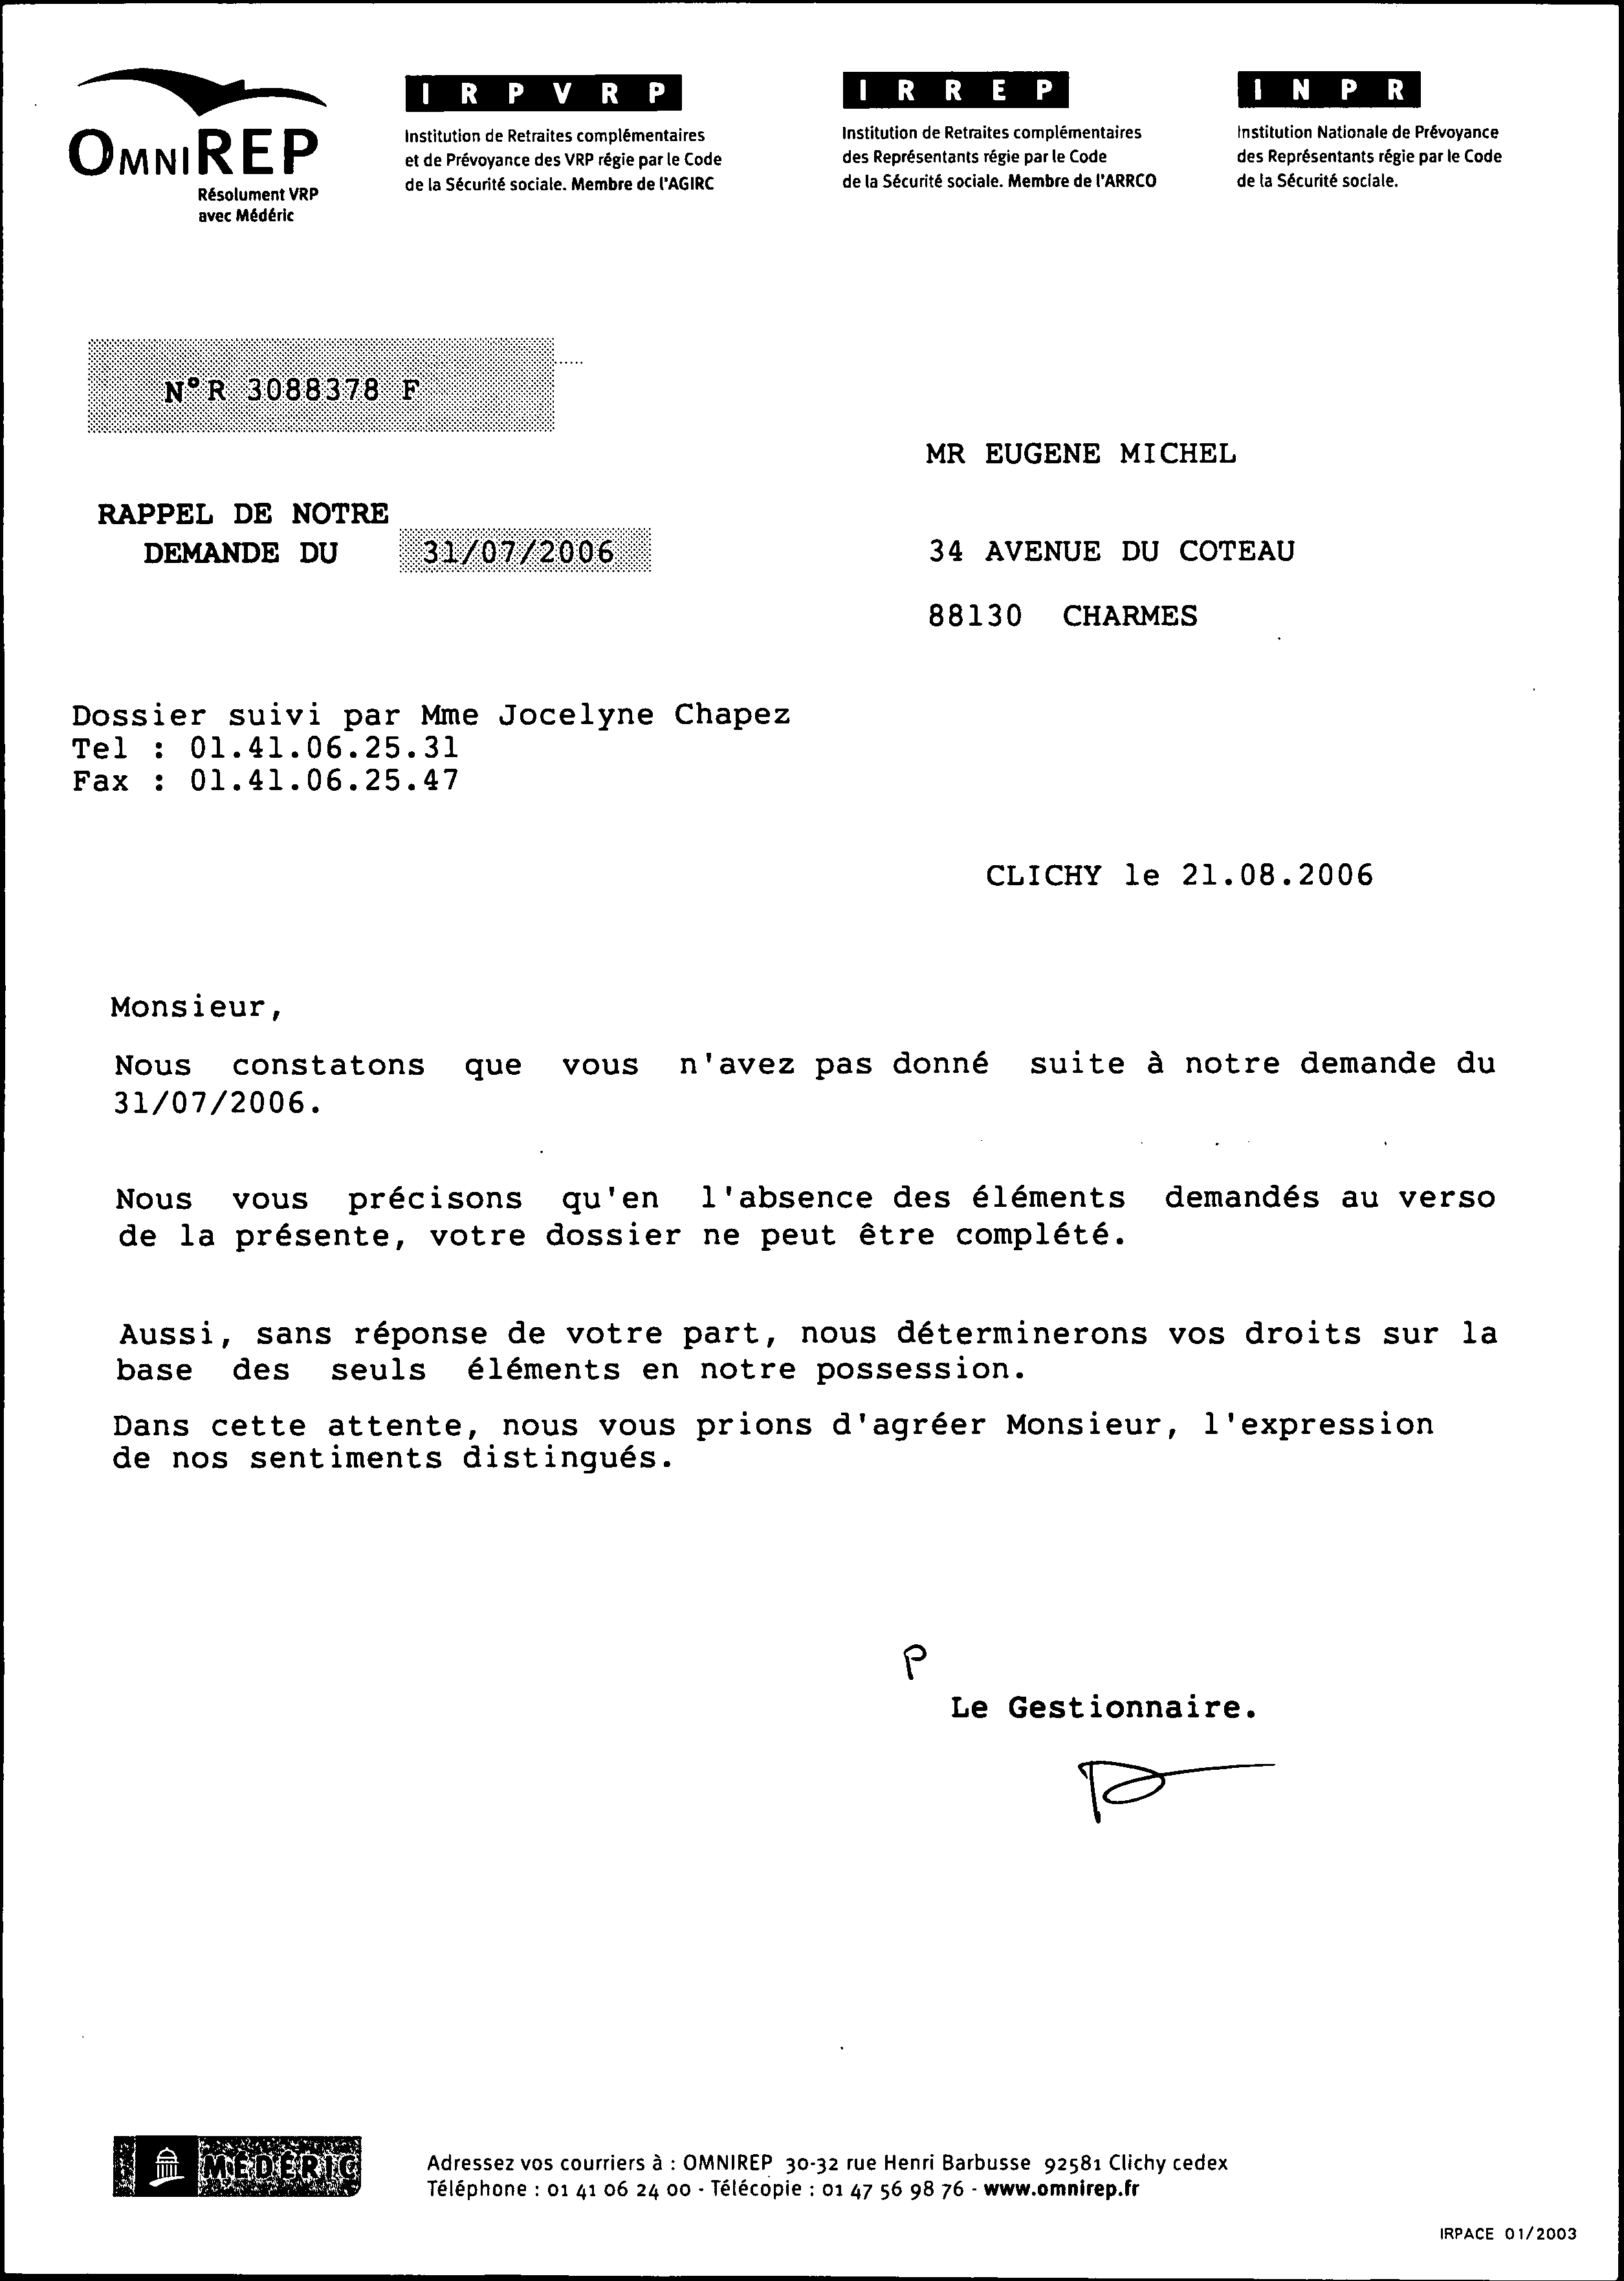 OMNIREP
Résolument VRP
avec Médéric
IRPVRP
Institution de Retraites complémentaires
et de Prévoyance des VRP régie par le Code
de la Sécurité sociale. Membre de l'AGIRC
IRREP
Institution de Retraites complémentaires
des Représentants régie par le Code
de la Sécurité sociale. Membre de l'ARRCO
INPR
Institution Nationale de Prévoyance
des Représentants régie par le Code
de la Sécurité sociale.
N°R 3088378 F
MR EUGENE MICHEL
RAPPEL DE NOTRE
DEMANDE DU 31/07/2006
34 AVENUE DU COTEAU
88130 CHARMES
Dossier suivi par Mme Jocelyne Chapez
Tel : 01.41.06.25.31
Fax : 01.41.06.25.47
CLICHY le 21.08.2006
Monsieur,
Nous constatons que vous n'avez pas donné suite à notre demande du
31/07/2006.
Nous vous précisons qu'en l'absence des éléments demandés au verso
de la présente, votre dossier ne peut être complété.
Aussi, sans réponse de votre part, nous déterminerons vos droits sur la
base des seuls éléments en notre possession.
Dans cette attente, nous vous prions d'agréer Monsieur, l'expression
de nos sentiments distingués.
P
Le Gestionnaire.
MÉDÉRIC
Adressez vos courriers à : OMNIREP 30-32 rue Henri Barbusse 92581 Clichy cedex
Téléphone : 01 41 06 24 00 - Télécopie : 01 47 56 98 76 - www.omnirep.fr
IRPACE 01/2003